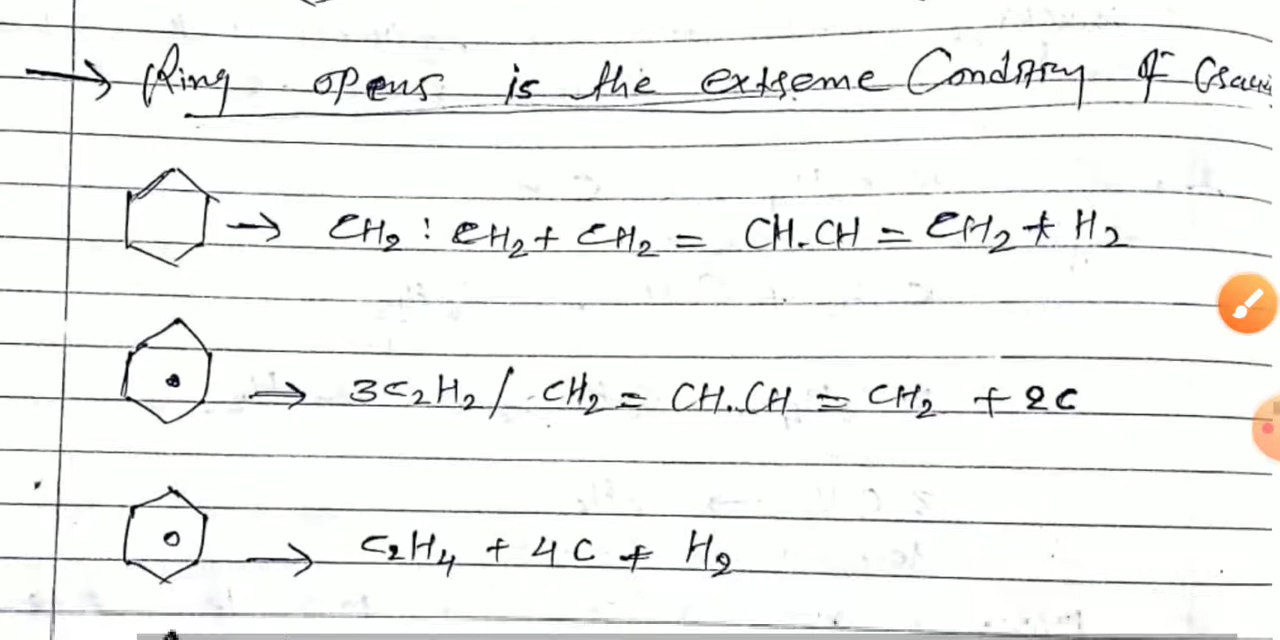 → Ring opens is the extreme Condition of
→ CH₂ : CH₂ + CH₂ = CH.CH = CH₂ + H₂
→ 3C₂H₂ / CH₂ = CH.CH = CH₂ + 2C
→ C₂H₄ + 4C + H₂